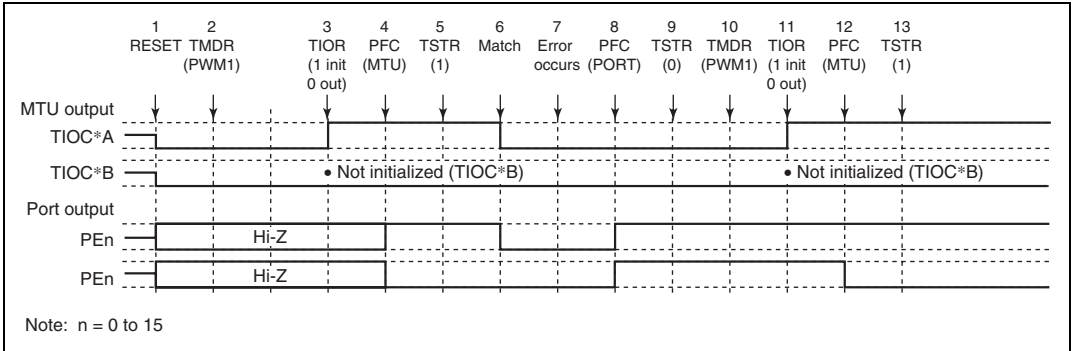 1 2 3 4 5 6 7 8 9 10 11 12 13
RESET TMDR TIOR PFC TSTR Match Error PFC TSTR TMDR TIOR PFC TSTR
(PWM1) (1 init (MTU) (1) occurs (PORT) (0) (PWM1) (1 init (MTU) (1)
0 out) 0 out)
MTU output
TIOC*A
TIOC*B • Not initialized (TIOC*B) • Not initialized (TIOC*B)
Port output
PEn Hi-Z
PEn Hi-Z
Note: n = 0 to 15